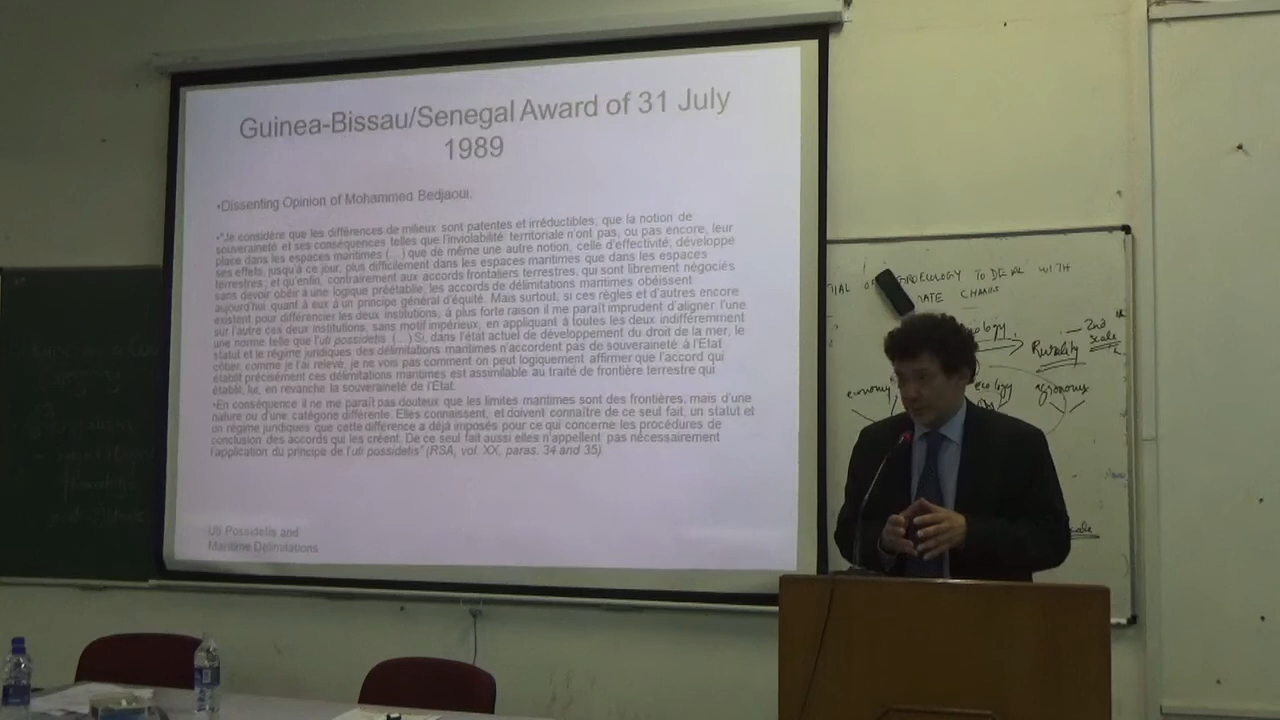 Guinea-Bissau/Senegal Award of 31 July
1989
•Dissenting Opinion of Mohammed Bedjaoui,
•"Je considère que les différences de milieux sont patentes et irréductibles, que la notion de
souveraineté et ses conséquences telles que l'inviolabilité territoriale n'ont pas, ou pas encore, leur
place dans les espaces maritimes (...) que de même une autre notion, celle d'effectivité, développe
ses effets, jusqu'à ce jour, plus difficilement dans les espaces maritimes que dans les espaces
terrestres; et qu'enfin, contrairement aux accords frontaliers terrestres, qui sont librement négociés
sans devoir obéir à une logique préétablie, les accords de délimitations maritimes obéissent
aujourd'hui quant à eux à un principe général d'équité. Mais surtout, si ces règles et d'autres encore
existent pour différencier les deux institutions, à plus forte raison il me paraît imprudent d'aligner l'une
sur l'autre ces deux institutions, sans motif impérieux, en appliquant à toutes les deux indifféremment
une norme telle que l'uti possidetis (...) Si, dans l'état actuel de développement du droit de la mer, le
statut et le régime juridiques des délimitations maritimes n'accordent pas de souveraineté à l'Etat
côtier, comme je l'ai relevé, je ne vois pas comment on peut logiquement affirmer que l'accord qui
établit précisément ces délimitations maritimes est assimilable au traité de frontière terrestre qui
établit, lui, en revanche la souveraineté de l'Etat.
•En conséquence il ne me paraît pas douteux que les limites maritimes sont des frontières, mais d'une
nature ou d'une catégorie différente. Elles connaissent, et doivent connaître de ce seul fait, un statut et
un régime juridiques que cette différence a déjà imposés pour ce qui concerne les procédures de
conclusion des accords qui les créent. De ce seul fait aussi elles n'appellent pas nécessairement
l'application du principe de l'uti possidetis" (RSA, vol. XX, paras. 34 and 35).
Uti Possidetis and
Maritime Delimitations
TO DEAL WITH
Rurality
2nd
scale
economy
ecology
agronomy